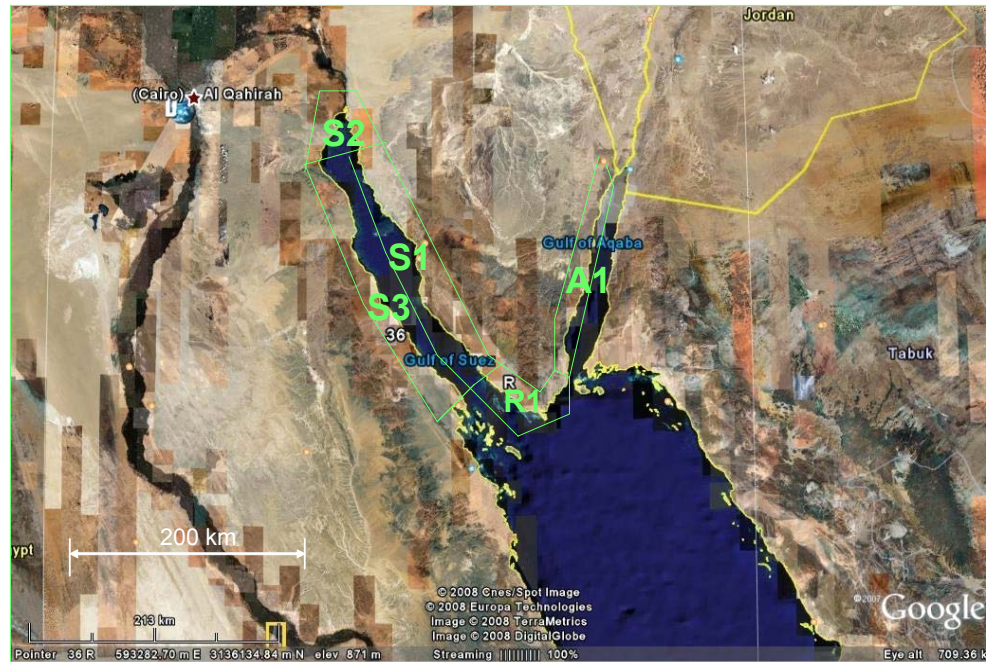 Jordan
(Cairo) Al Qahirah
S2
Gulf of Aqaba
S1
A1
S3
36
Gulf of Suez
Tabuk
R
R1
200 km
ypt
© 2008 Cnes/Spot Image
© 2008 Europa Technologies
Image © 2008 TerraMetrics
Image © 2008 DigitalGlobe
©2007 Google
213 km
Pointer 36 R 593282.70 m E 3136134.84 m N elev 871 m Streaming ||||||||| 100% Eye alt 709.36 k